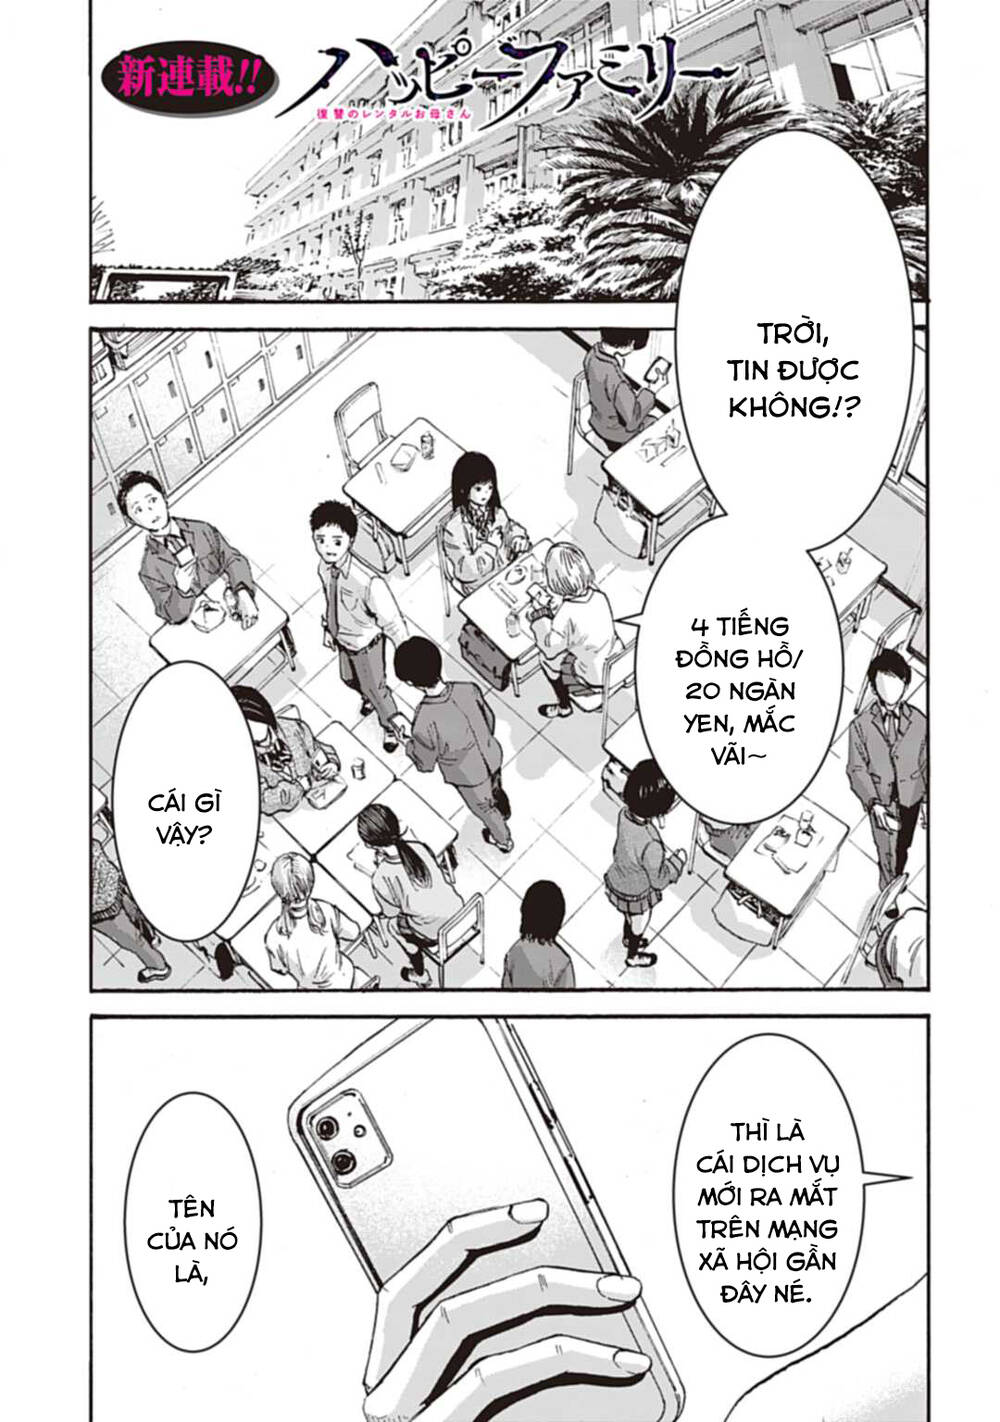 新連載!!
ハッピーファミリー
復讐のレンタルお母さん
TRỜI,
TIN ĐƯỢC
KHÔNG!?
4 TIẾNG
ĐỒNG HỒ/
20 NGÀN
YEN, MẮC
VÃI~
CÁI GÌ
VẬY?
THÌ LÀ
CÁI DỊCH VỤ
MỚI RA MẮT
TRÊN MẠNG
XÃ HỘI GẦN
ĐÂY NÉ.
TÊN
CỦA NÓ
LÀ,